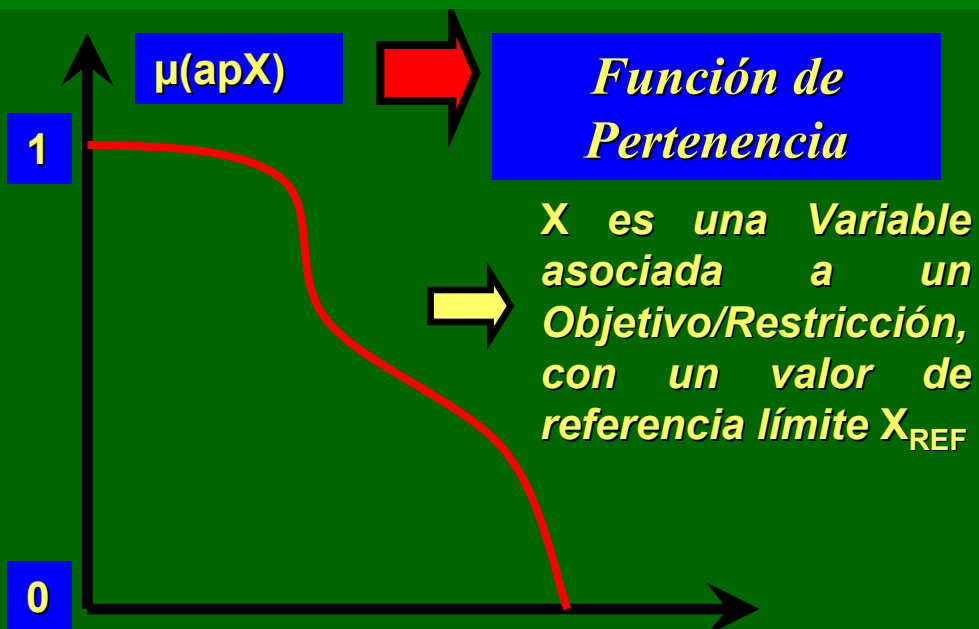 μ(apX)
Función de
Pertenencia
1
X es una Variable
asociada a un
Objetivo/Restricción,
con un valor de
referencia límite X_REF
0